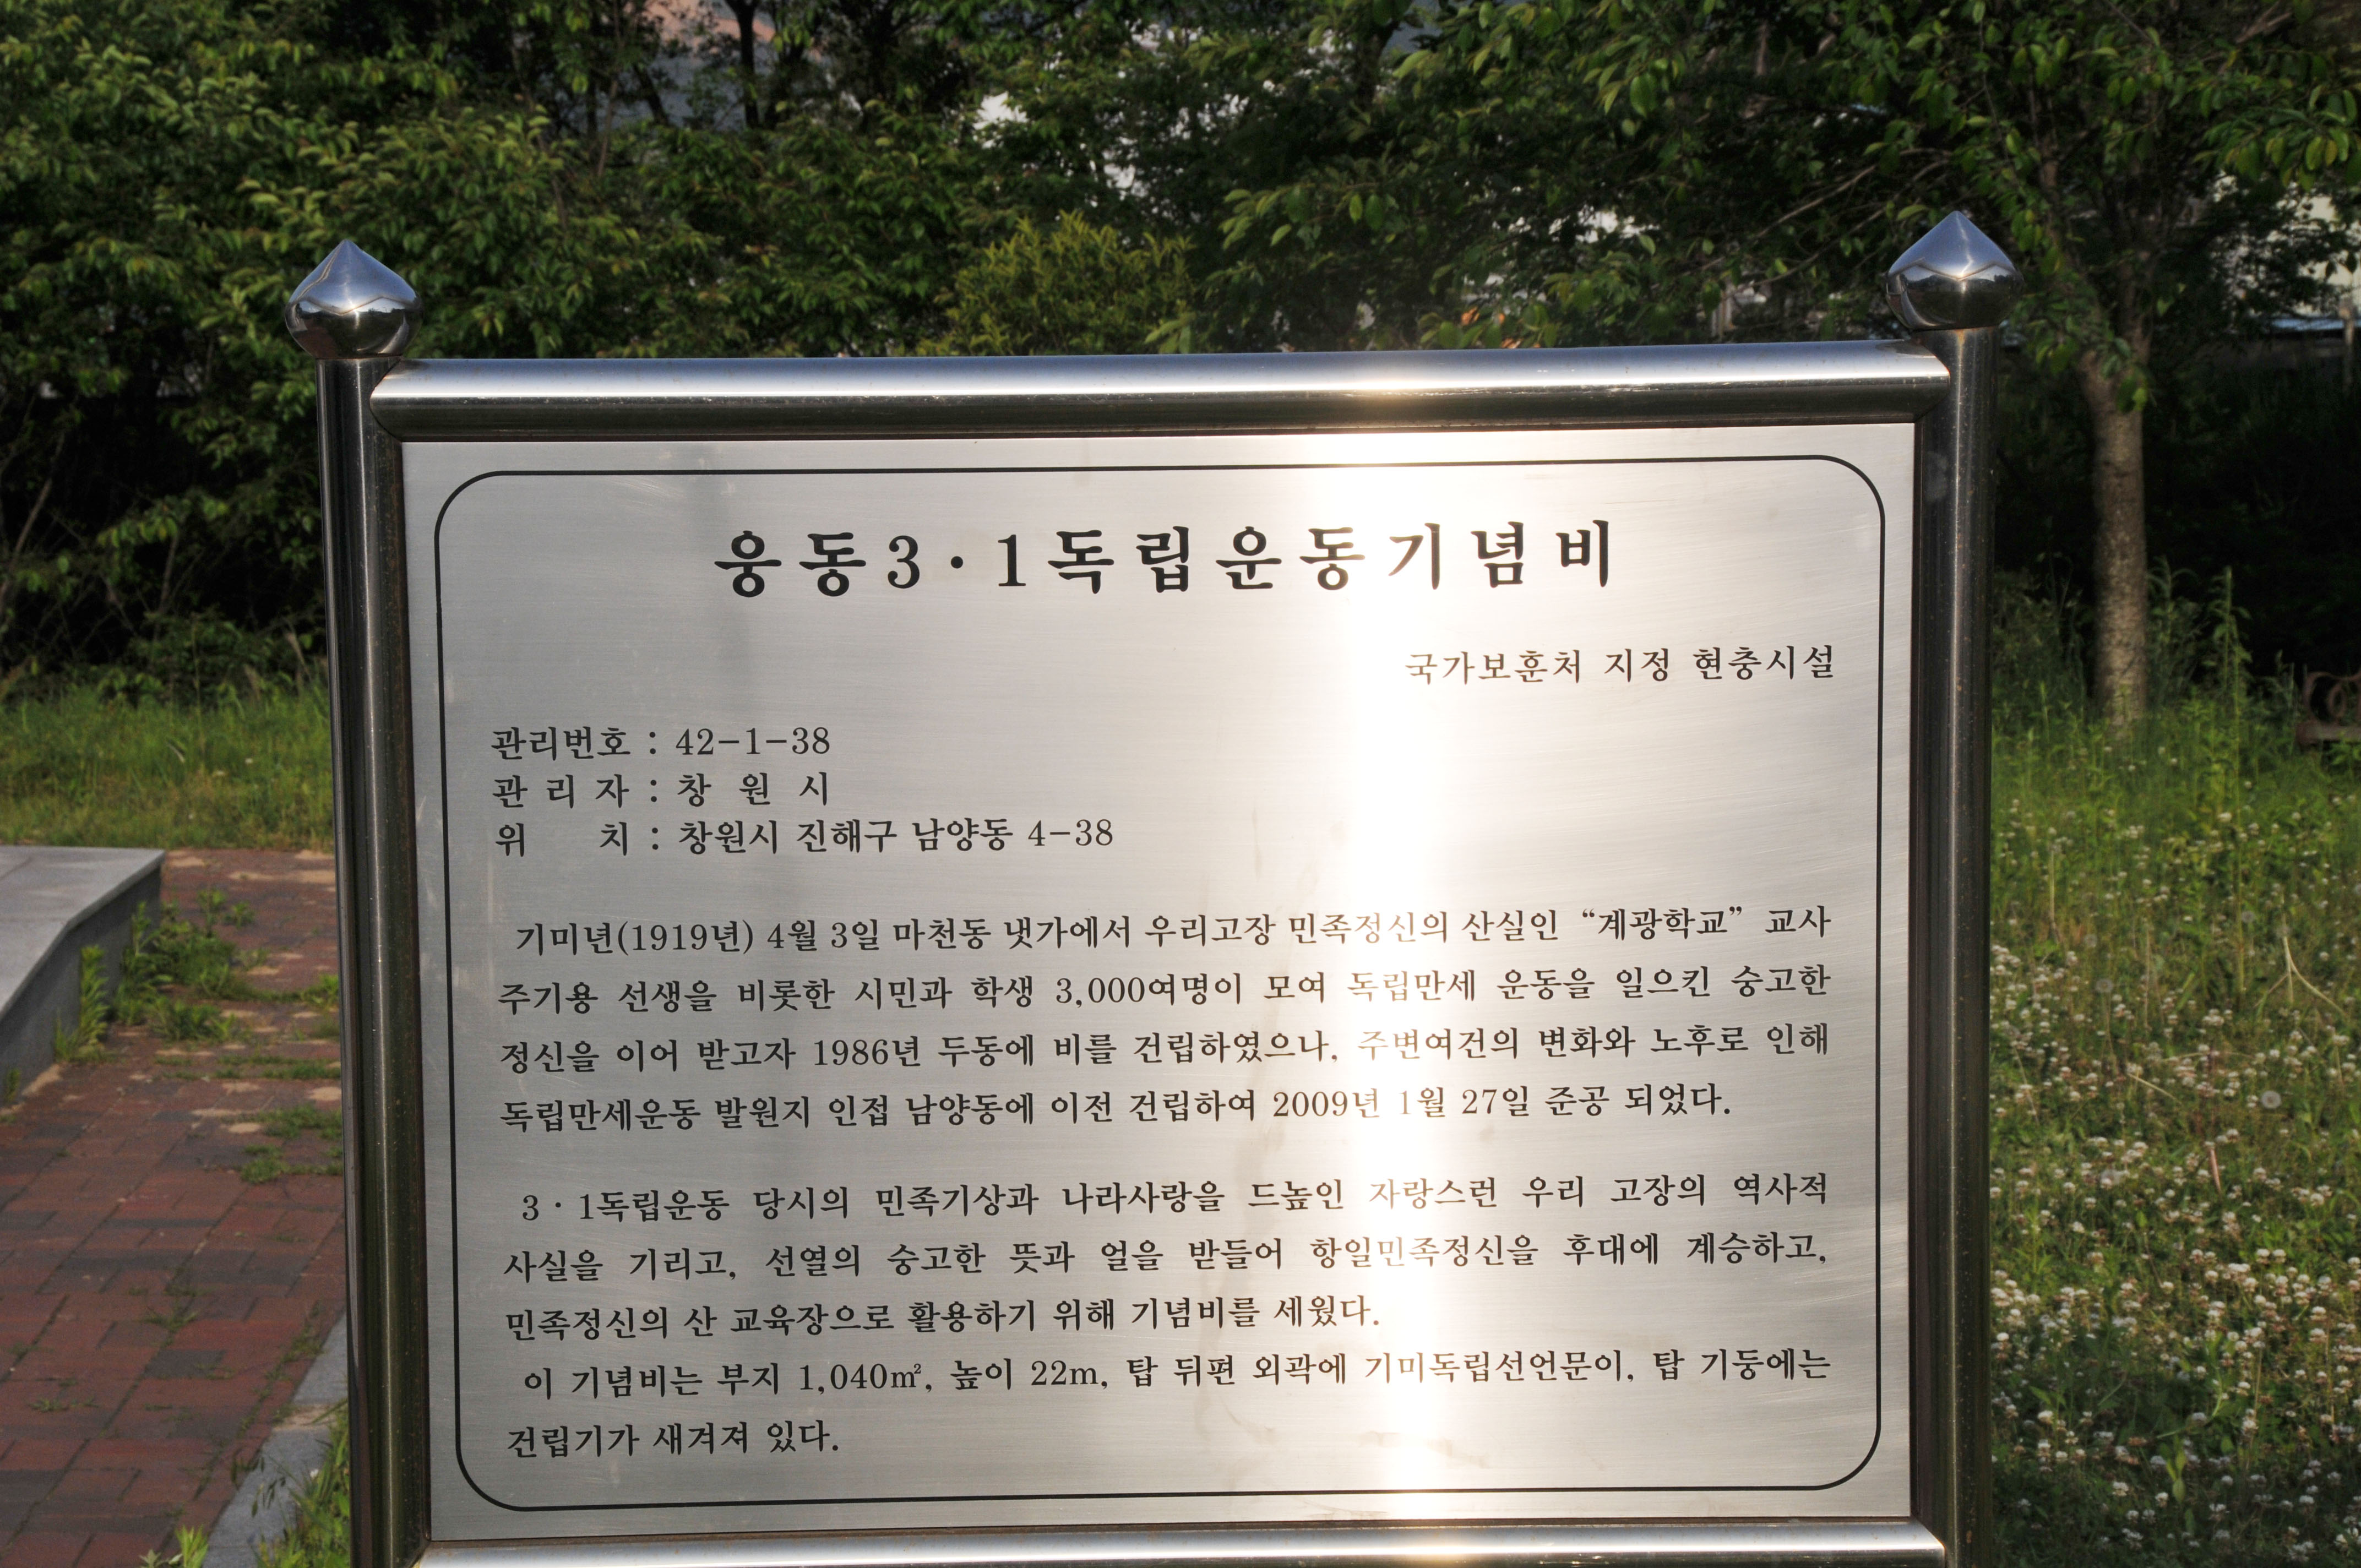 웅동3·1독립운동기념비
국가보훈처 지정 현충시설
관리번호 : 42-1-38
관 리 자 : 창 원 시
위 치 : 창원시 진해구 남양동 4-38
기미년(1919년) 4월 3일 마천동 냇가에서 우리고장 민족정신의 산실인 “계광학교” 교사
주기용 선생을 비롯한 시민과 학생 3,000여명이 모여 독립만세 운동을 일으킨 숭고한
정신을 이어 받고자 1986년 두동에 비를 건립하였으나, 주변여건의 변화와 노후로 인해
독립만세운동 발원지 인접 남양동에 이전 건립하여 2009년 1월 27일 준공 되었다.
3·1독립운동 당시의 민족기상과 나라사랑을 드높인 자랑스런 우리 고장의 역사적
사실을 기리고, 선열의 숭고한 뜻과 얼을 받들어 항일민족정신을 후대에 계승하고,
민족정신의 산 교육장으로 활용하기 위해 기념비를 세웠다.
이 기념비는 부지 1,040㎡, 높이 22m, 탑 뒤편 외곽에 기미독립선언문이, 탑 기둥에는
건립기가 새겨져 있다.